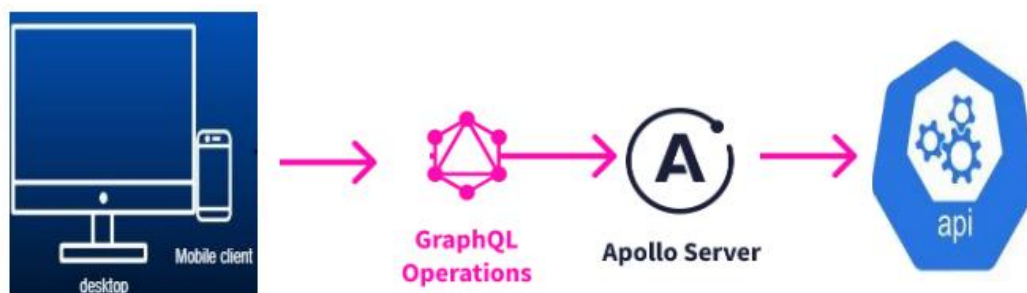 Mobile client
desktop
GraphQL
Operations
A
Apollo Server
api